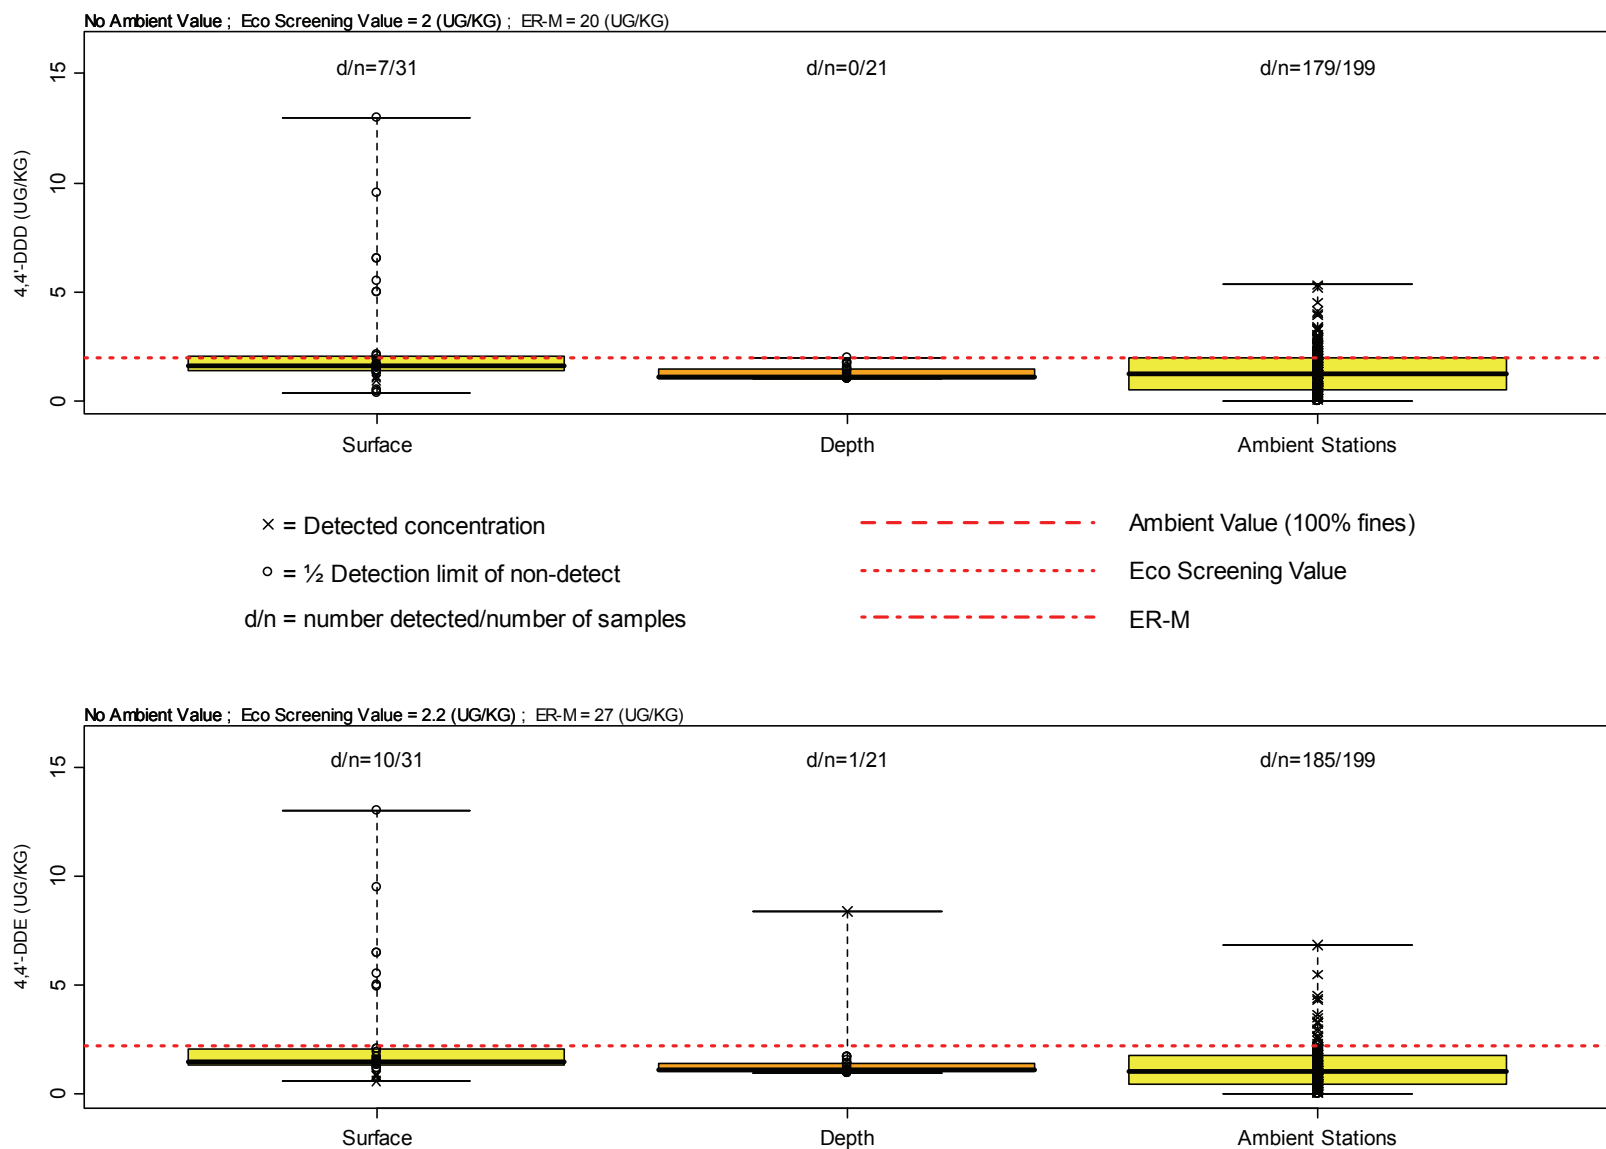 No Ambient Value ; Eco Screening Value = 2 (UG/KG) ; ER-M = 20 (UG/KG)
d/n=7/31 d/n=0/21 d/n=179/199
4,4'-DDD (UG/KG)
15
10
5
0
Surface Depth Ambient Stations
× = Detected concentration
o = ½ Detection limit of non-detect
d/n = number detected/number of samples
Ambient Value (100% fines)
Eco Screening Value
ER-M
No Ambient Value ; Eco Screening Value = 2.2 (UG/KG) ; ER-M = 27 (UG/KG)
d/n=10/31 d/n=1/21 d/n=185/199
4,4'-DDE (UG/KG)
15
10
5
0
Surface Depth Ambient Stations